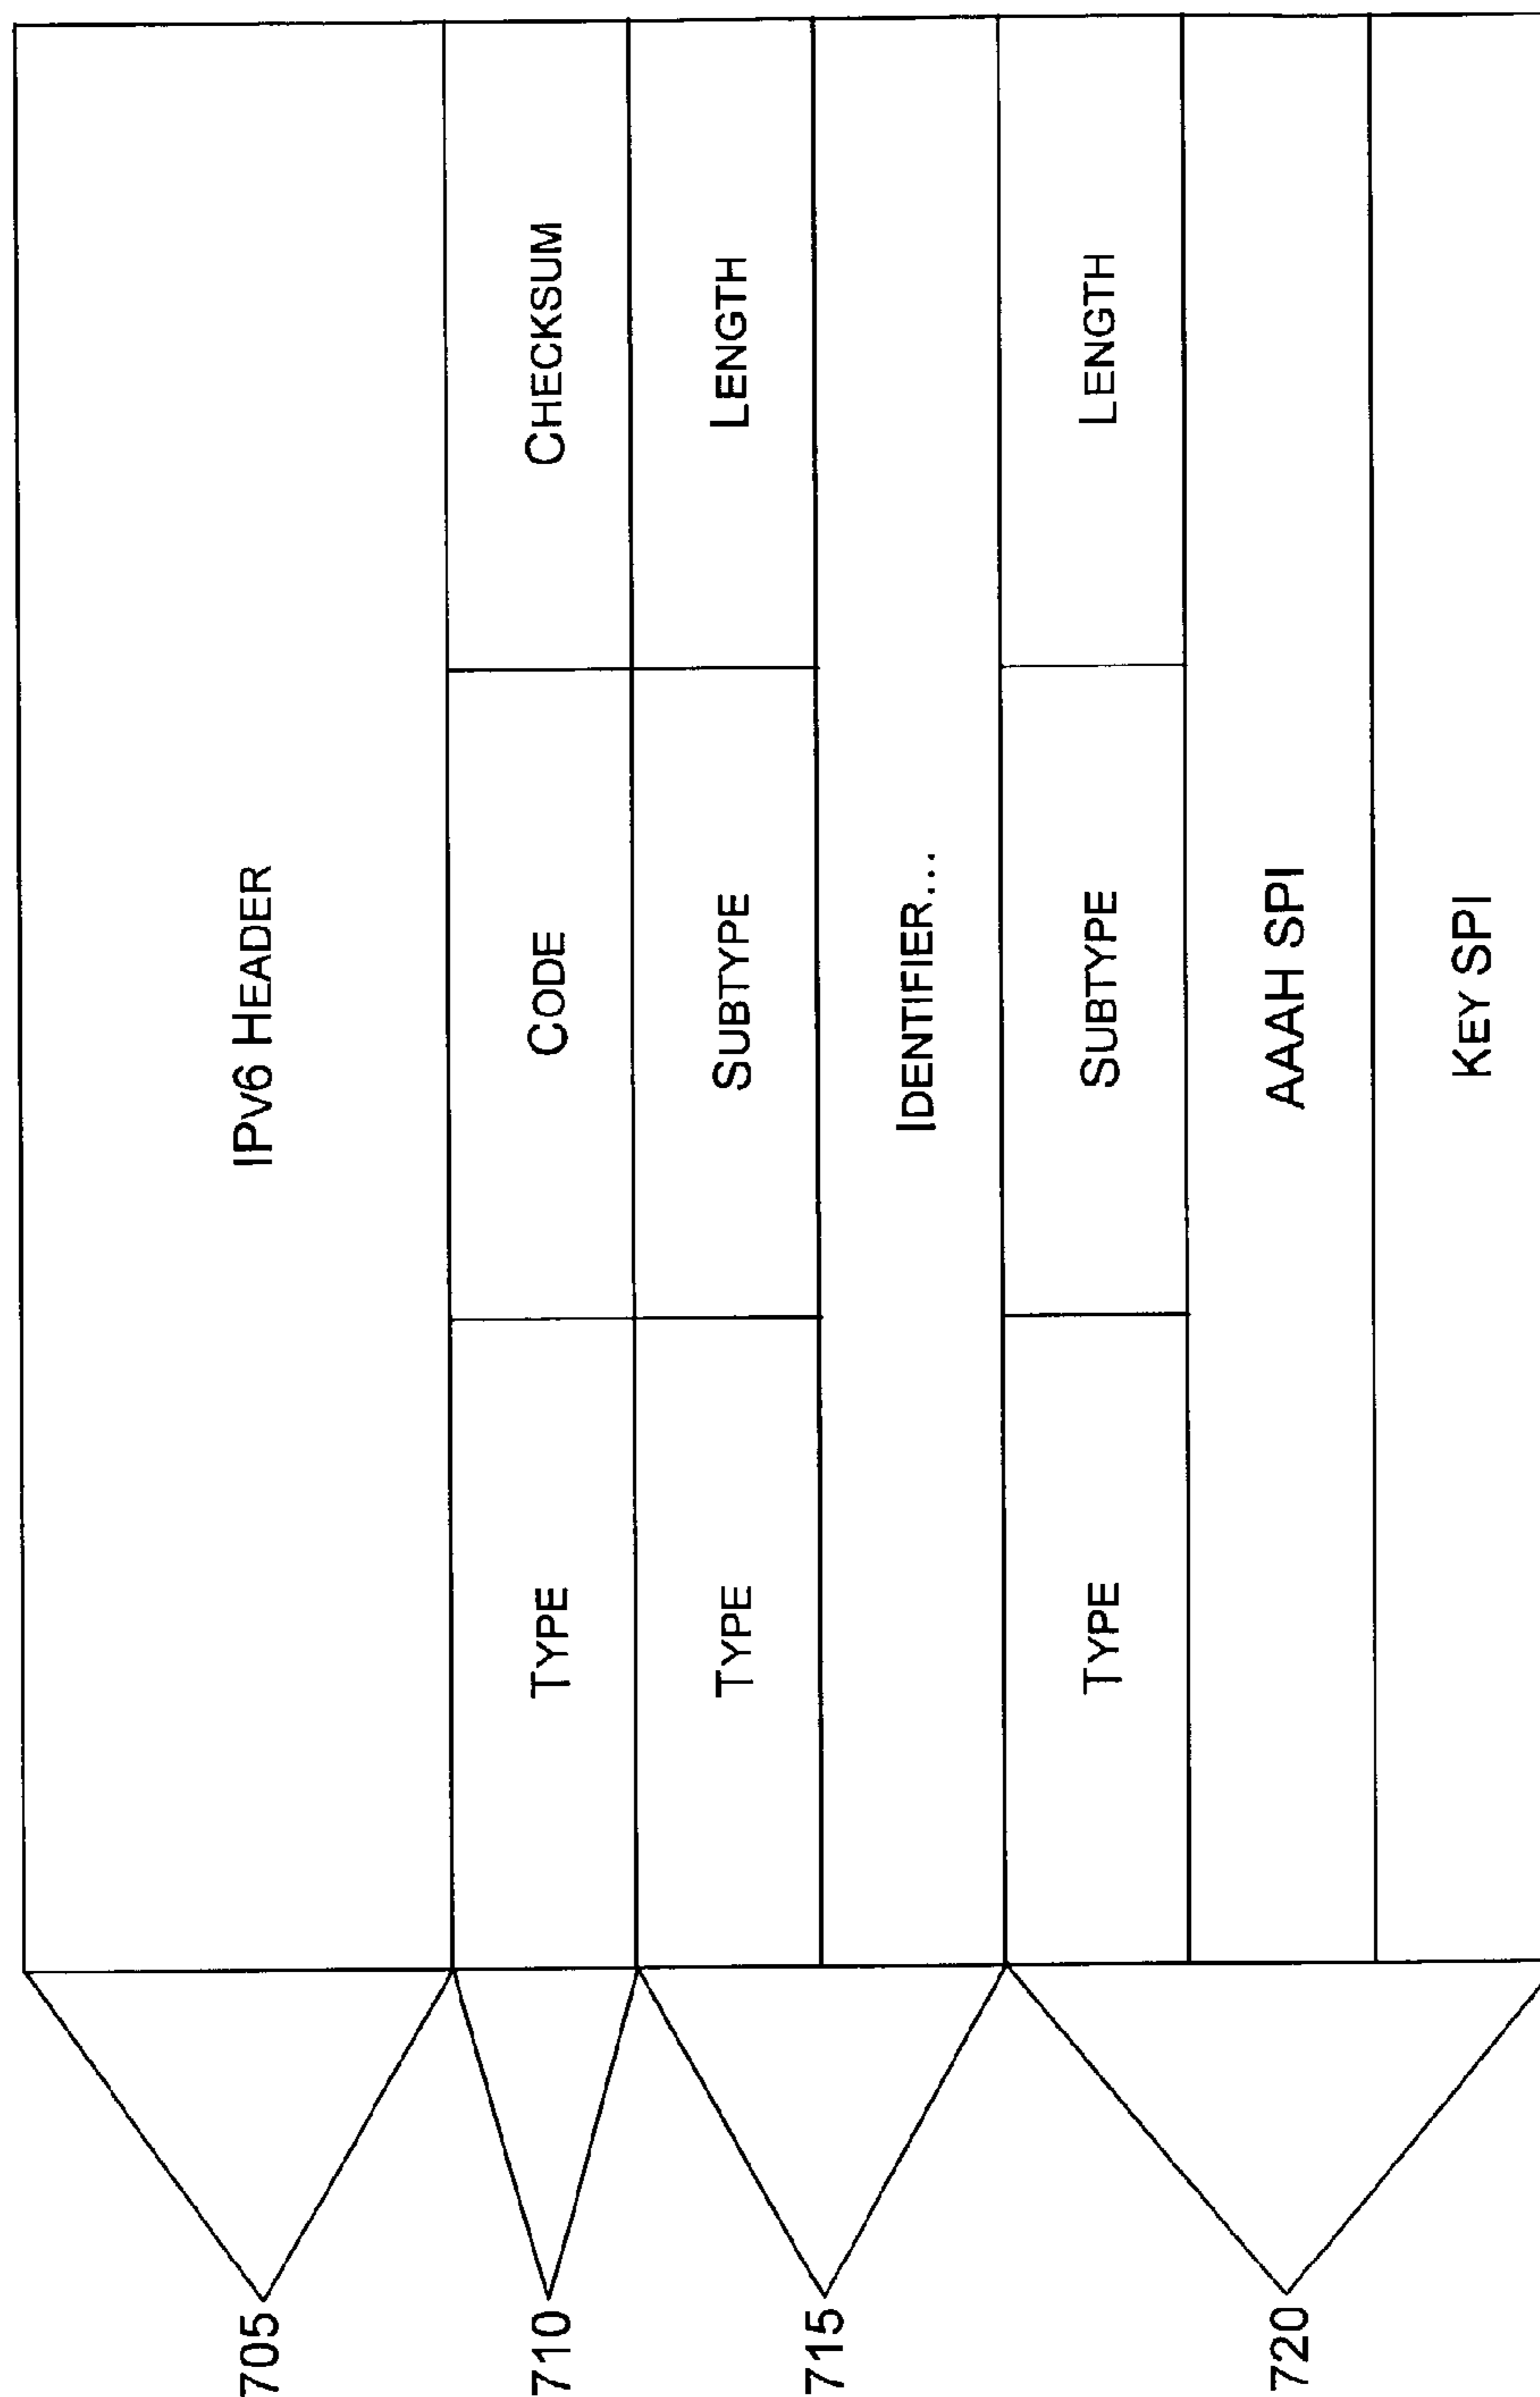 705 IPV6 HEADER
710 TYPE CODE CHECKSUM
715 TYPE SUBTYPE LENGTH
IDENTIFIER...
720 TYPE SUBTYPE LENGTH
AAAH SPI
KEY SPI